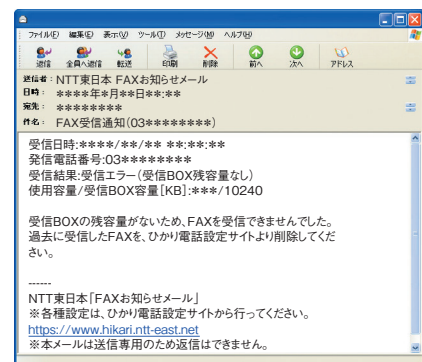 ファイル(F) 編集(E) 表示(V) ツール(T) メッセージ(M) ヘルプ(H)
返信 全員へ返信 転送 印刷 削除 前へ 次へ アドレス
送信者: NTT東日本 FAXお知らせメール
日時: ****年*月**日**:**
宛先: ********
件名: FAX受信通知(03********)
受信日時:****/**/** **:**:**
発信電話番号:03********
受信結果:受信エラー(受信BOX残容量なし)
使用容量/受信BOX容量[KB]:***/10240
受信BOXの残容量がないため、FAXを受信できませんでした。
過去に受信したFAXを、ひかり電話設定サイトより削除してくだ
さい。
------
NTT東日本「FAXお知らせメール」
※各種設定は、ひかり電話設定サイトから行ってください。
https://www.hikari.ntt-east.net
※本メールは送信専用のため返信はできません。